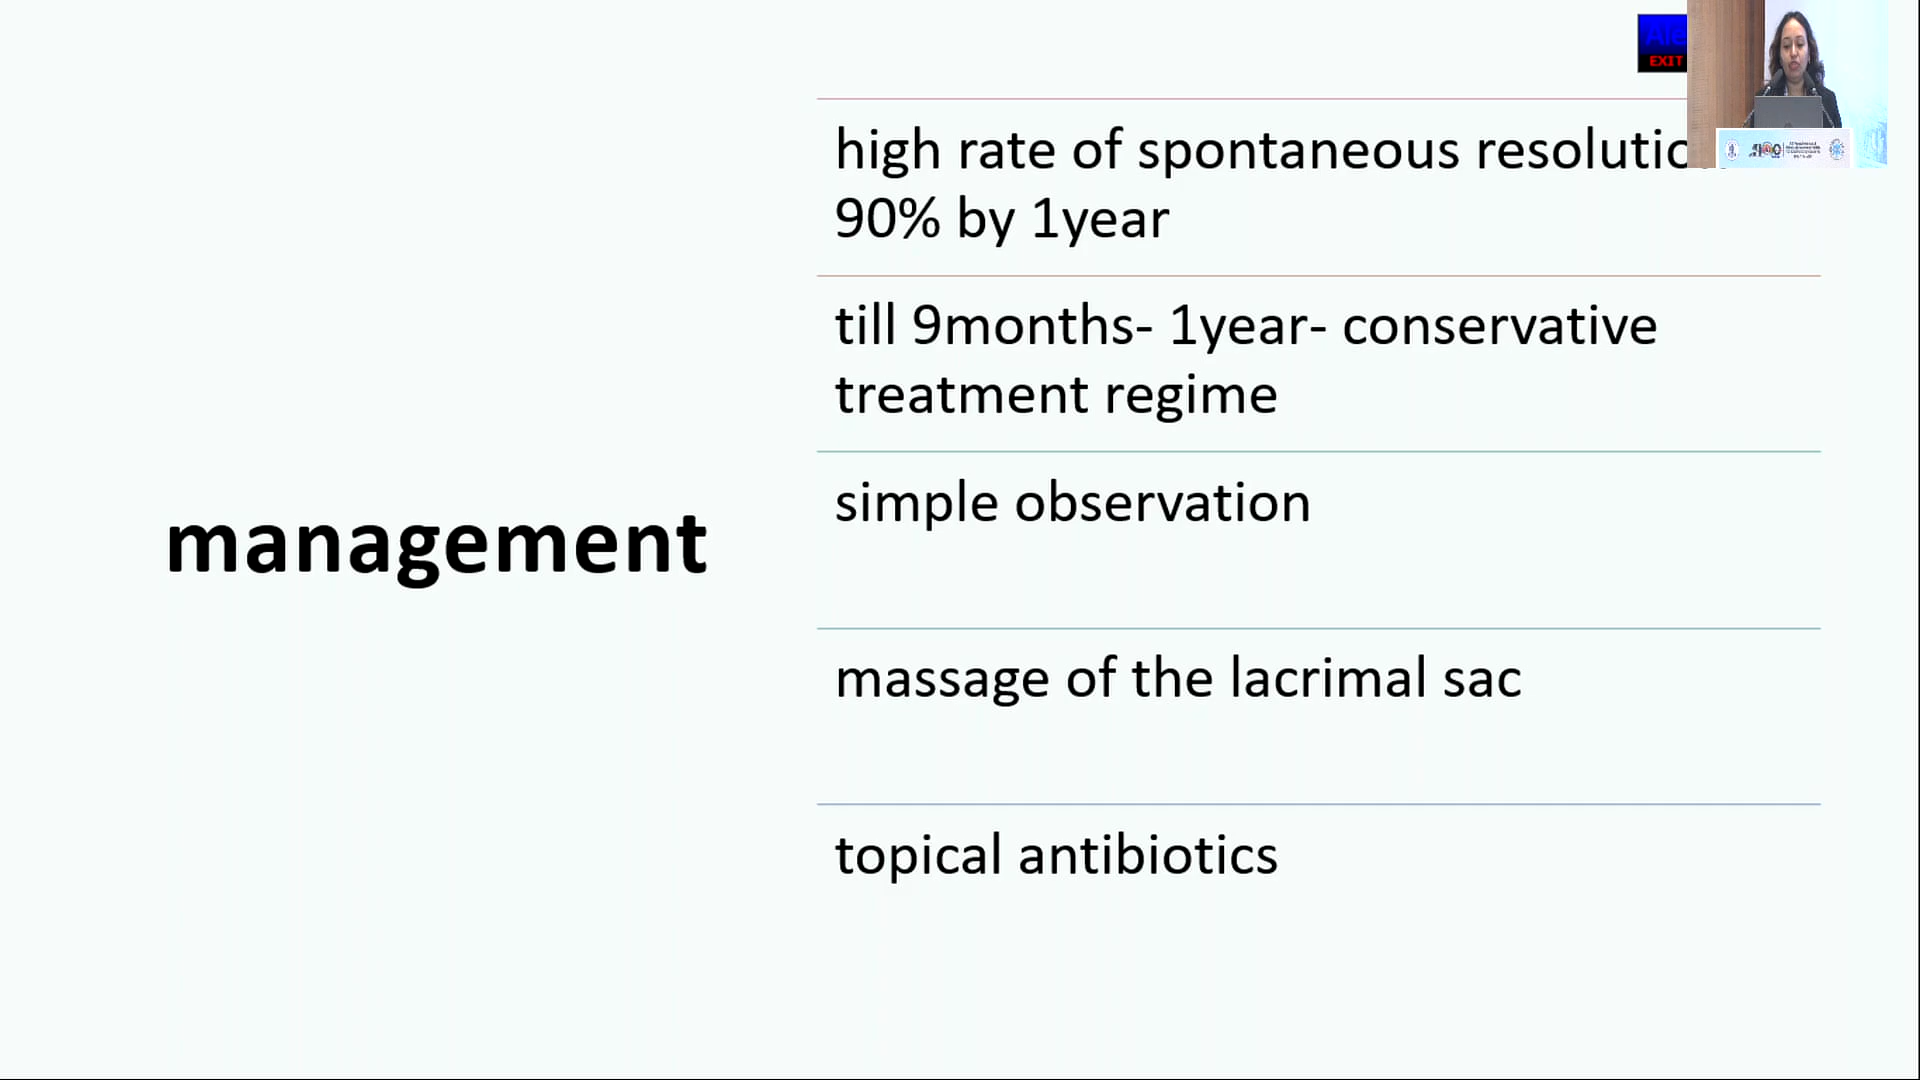 EXIT
high rate of spontaneous
90% by 1year
till 9months- 1year- conservative
treatment regime
simple observation
management
massage of the lacrimal sac
topical antibiotics